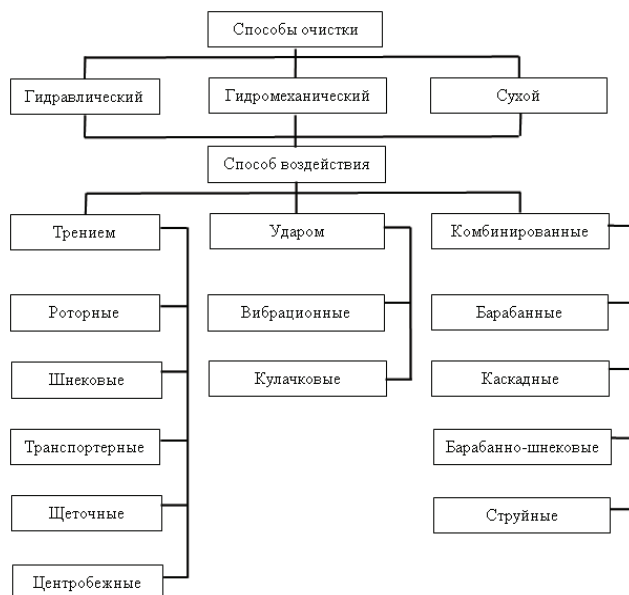 Способы очистки
Гидравлический
Гидромеханический
Сухой
Способ воздействия
Трением
Ударом
Комбинированные
Роторные
Вибрационные
Барабанные
Шнековые
Кулачковые
Каскадные
Транспортерные
Барабанно-шнековые
Щеточные
Струйные
Центробежные